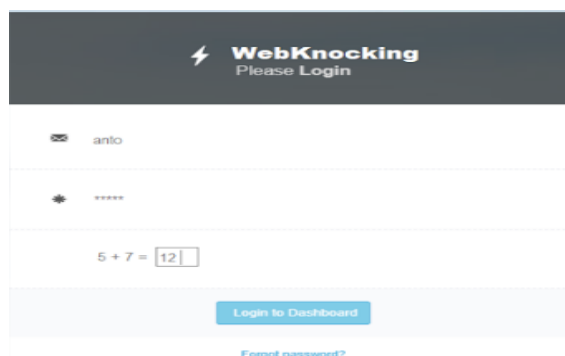 WebKnocking
Please Login
anto
*****
5 + 7 = 12
Login to Dashboard
Forgot password?